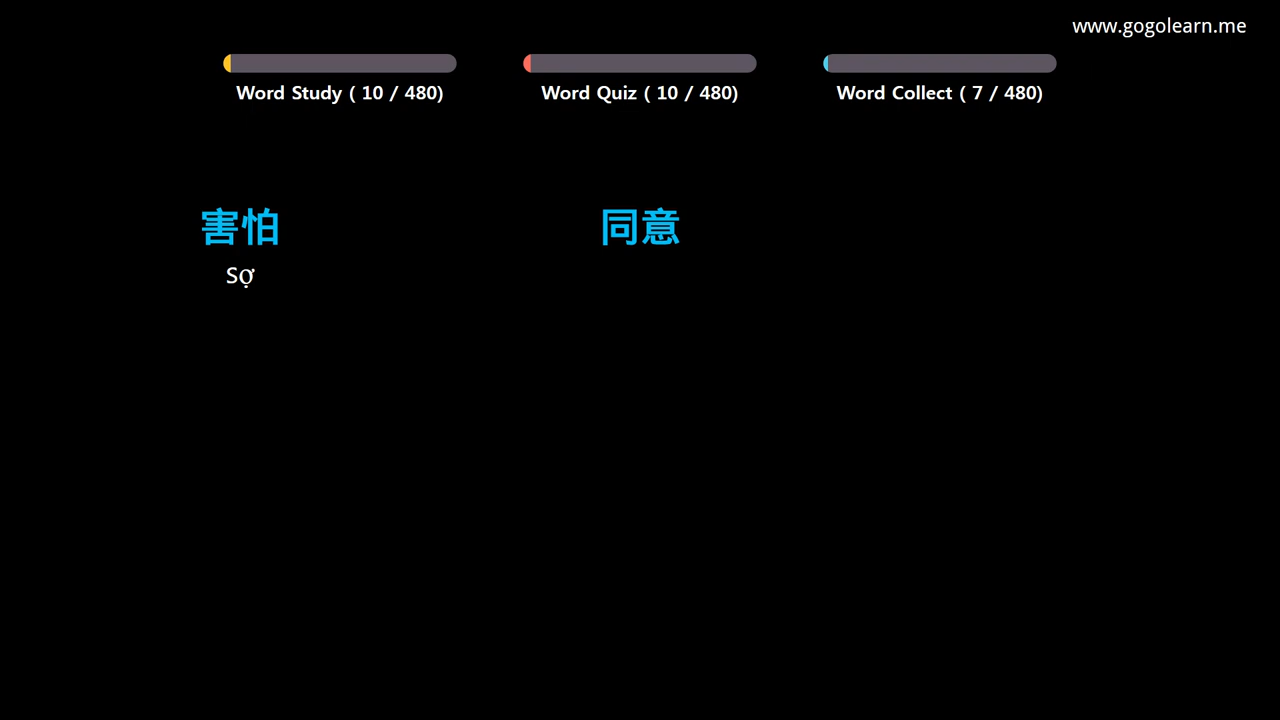 www.gogolearn.me
Word Study ( 10 / 480)
Word Quiz ( 10 / 480)
Word Collect ( 7 / 480)
害怕
同意
Sợ